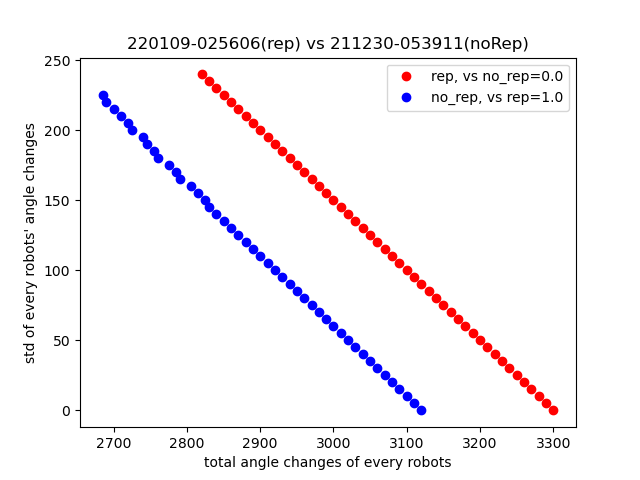 220109-025606(rep) vs 211230-053911(noRep)
rep, vs no_rep=0.0
no_rep, vs rep=1.0
250
200
150
100
50
0
std of every robots' angle changes
2700 2800 2900 3000 3100 3200 3300
total angle changes of every robots